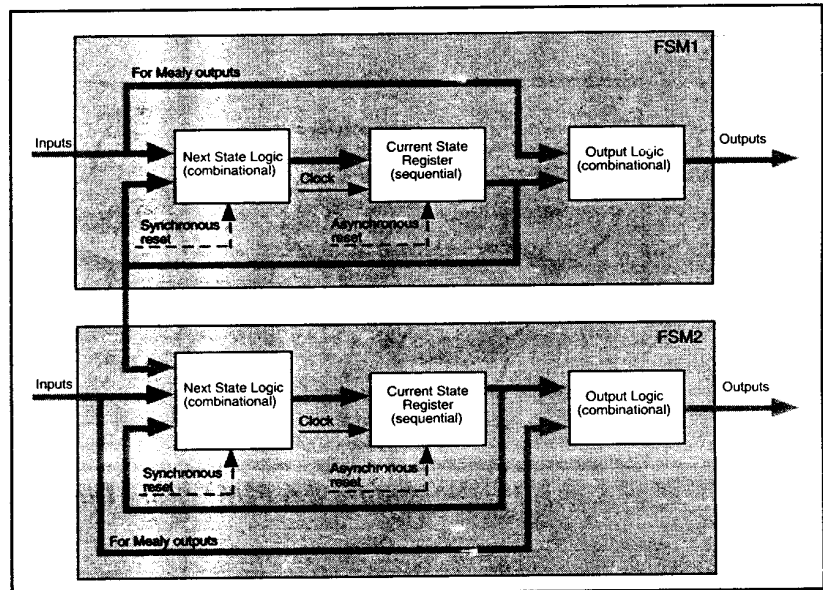 FSM1
For Mealy outputs
Inputs
Next State Logic
(combinational)
Clock
Current State
Register
(sequential)
Output Logic
(combinational)
Outputs
Synchronous
reset
Asynchronous
reset
FSM2
Inputs
Next State Logic
(combinational)
Clock
Current State
Register
(sequential)
Output Logic
(combinational)
Outputs
Synchronous
reset
Asynchronous
reset
For Mealy outputs